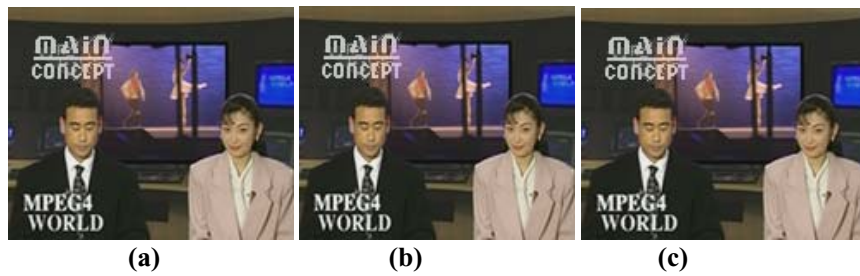 MAiN
CONCEPT
MPEG4
WORLD
MAiN
CONCEPT
MPEG4
WORLD
MAiN
CONCEPT
MPEG4
WORLD
(a)
(b)
(c)